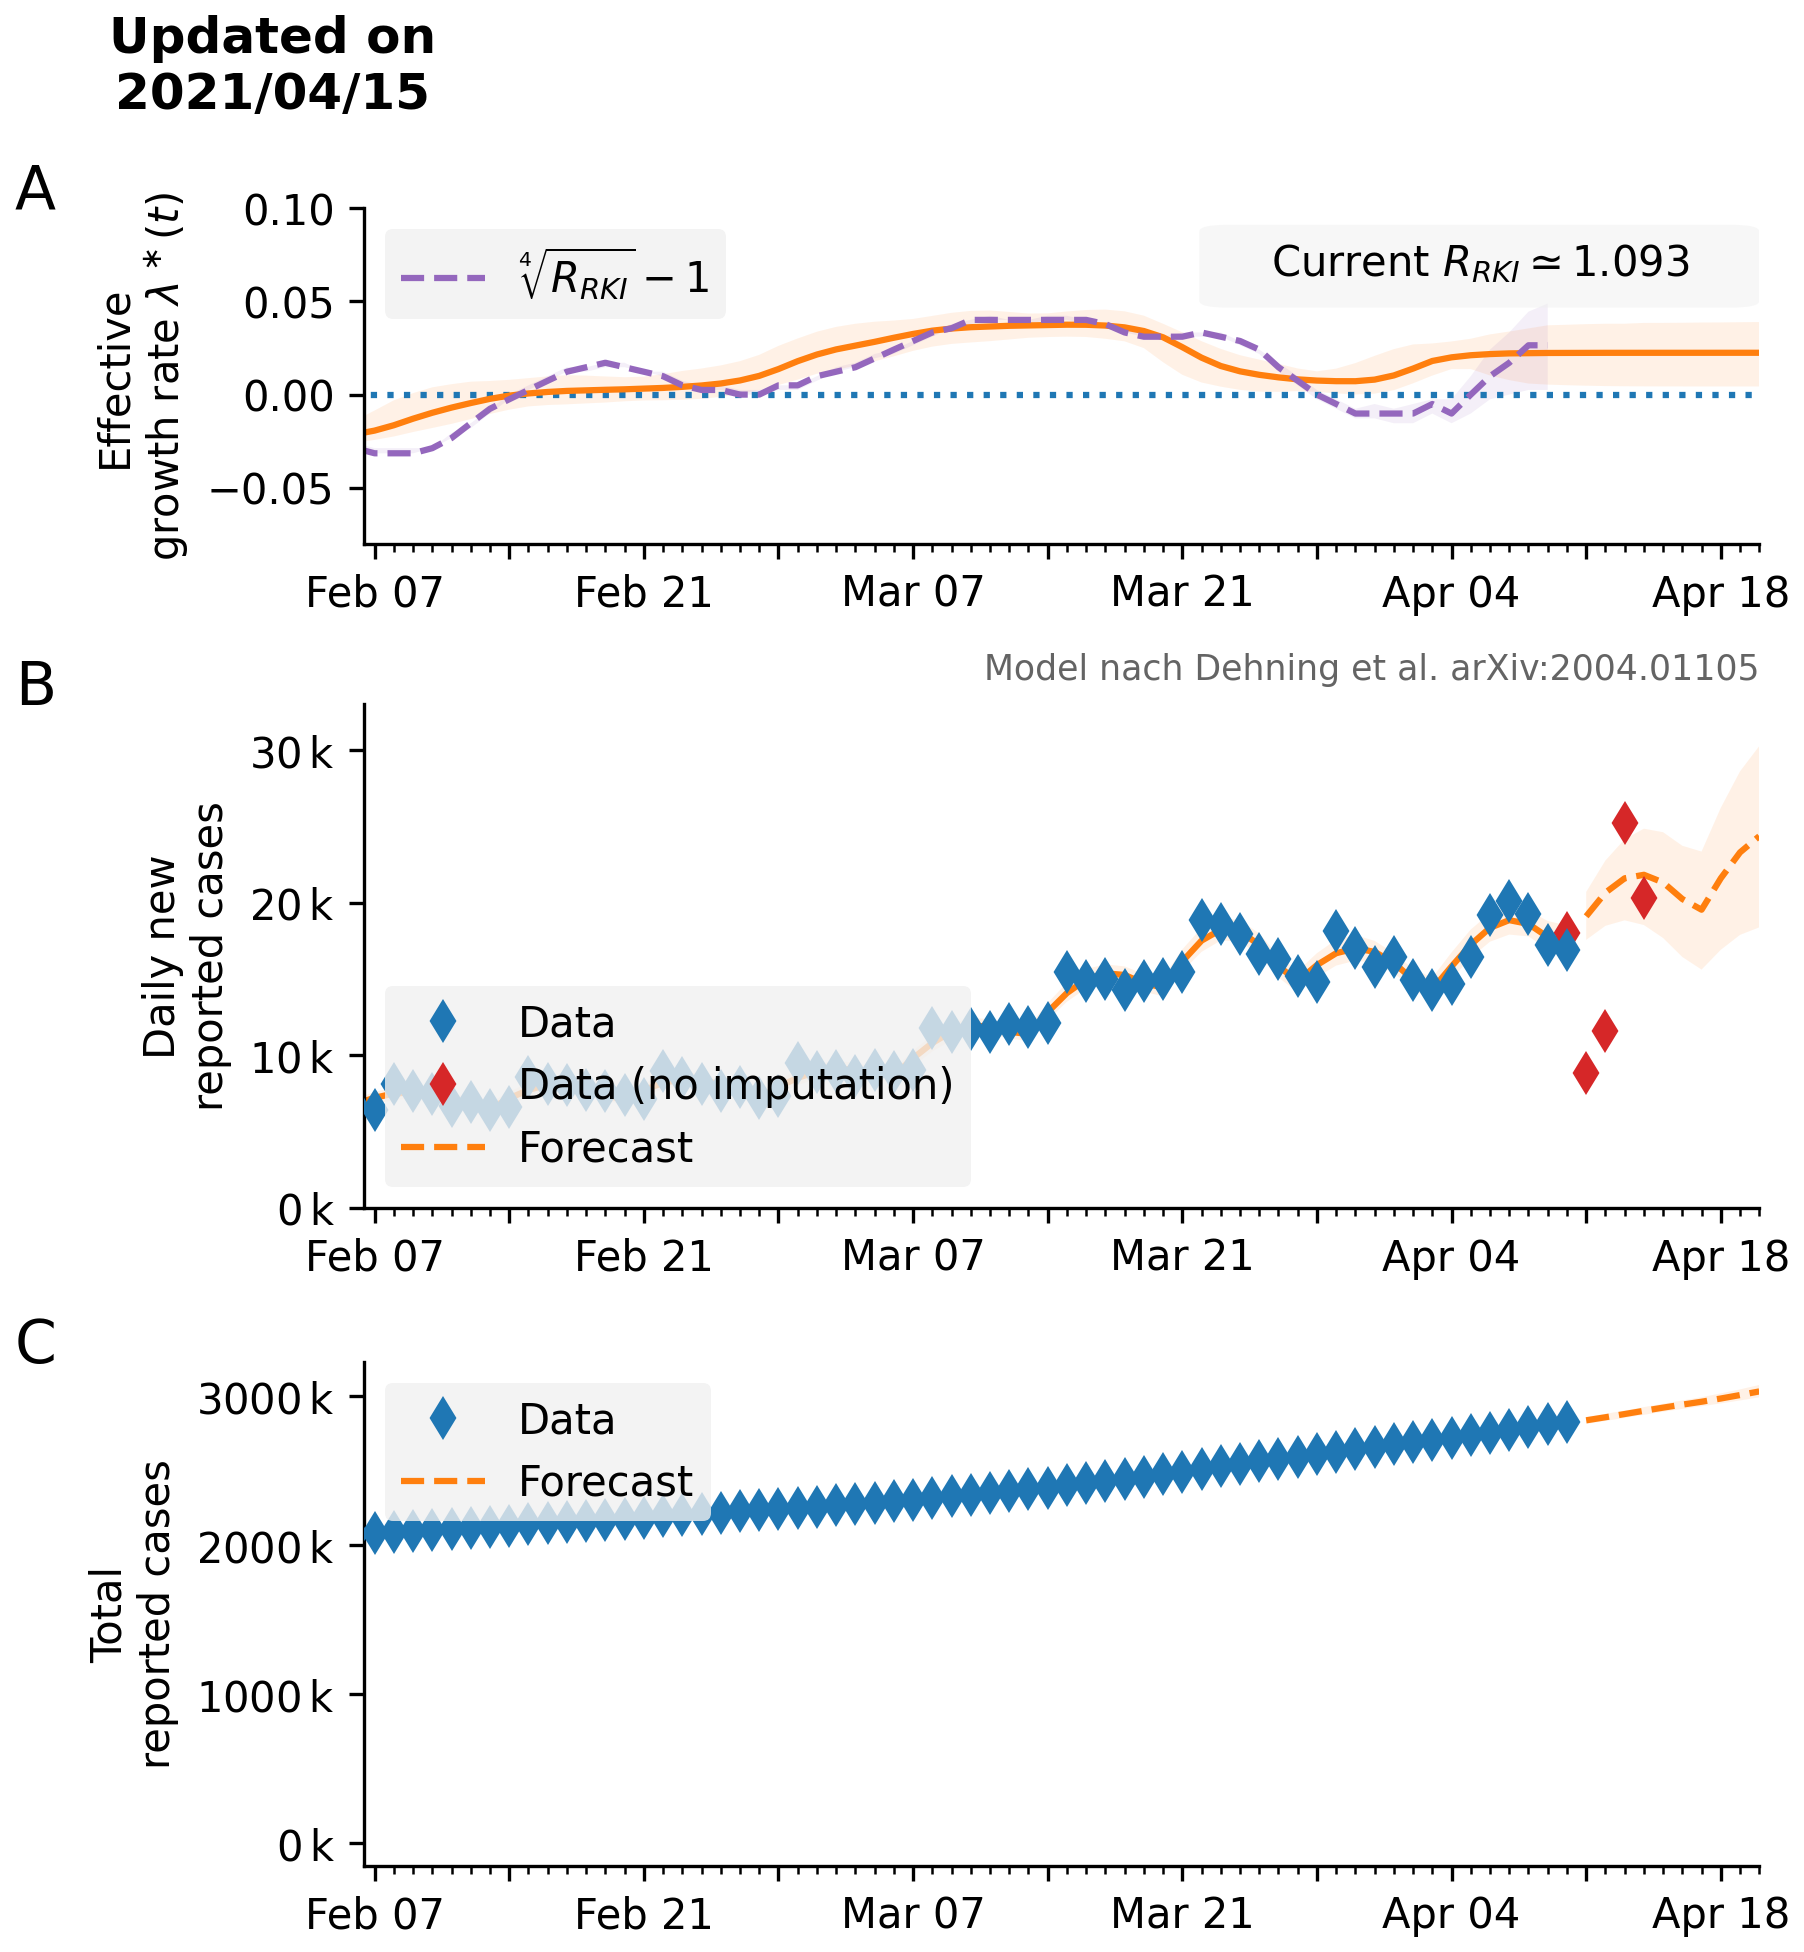 Updated on
2021/04/15
A
Effective
growth rate λ * (t)
0.10
0.05
0.00
−0.05
∜R_RKI − 1
Current R_RKI ≃ 1.093
Feb 07
Feb 21
Mar 07
Mar 21
Apr 04
Apr 18
B
Model nach Dehning et al. arXiv:2004.01105
Daily new
reported cases
30 k
20 k
10 k
0 k
Data
Data (no imputation)
Forecast
Feb 07
Feb 21
Mar 07
Mar 21
Apr 04
Apr 18
C
Total
reported cases
3000 k
2000 k
1000 k
0 k
Data
Forecast
Feb 07
Feb 21
Mar 07
Mar 21
Apr 04
Apr 18